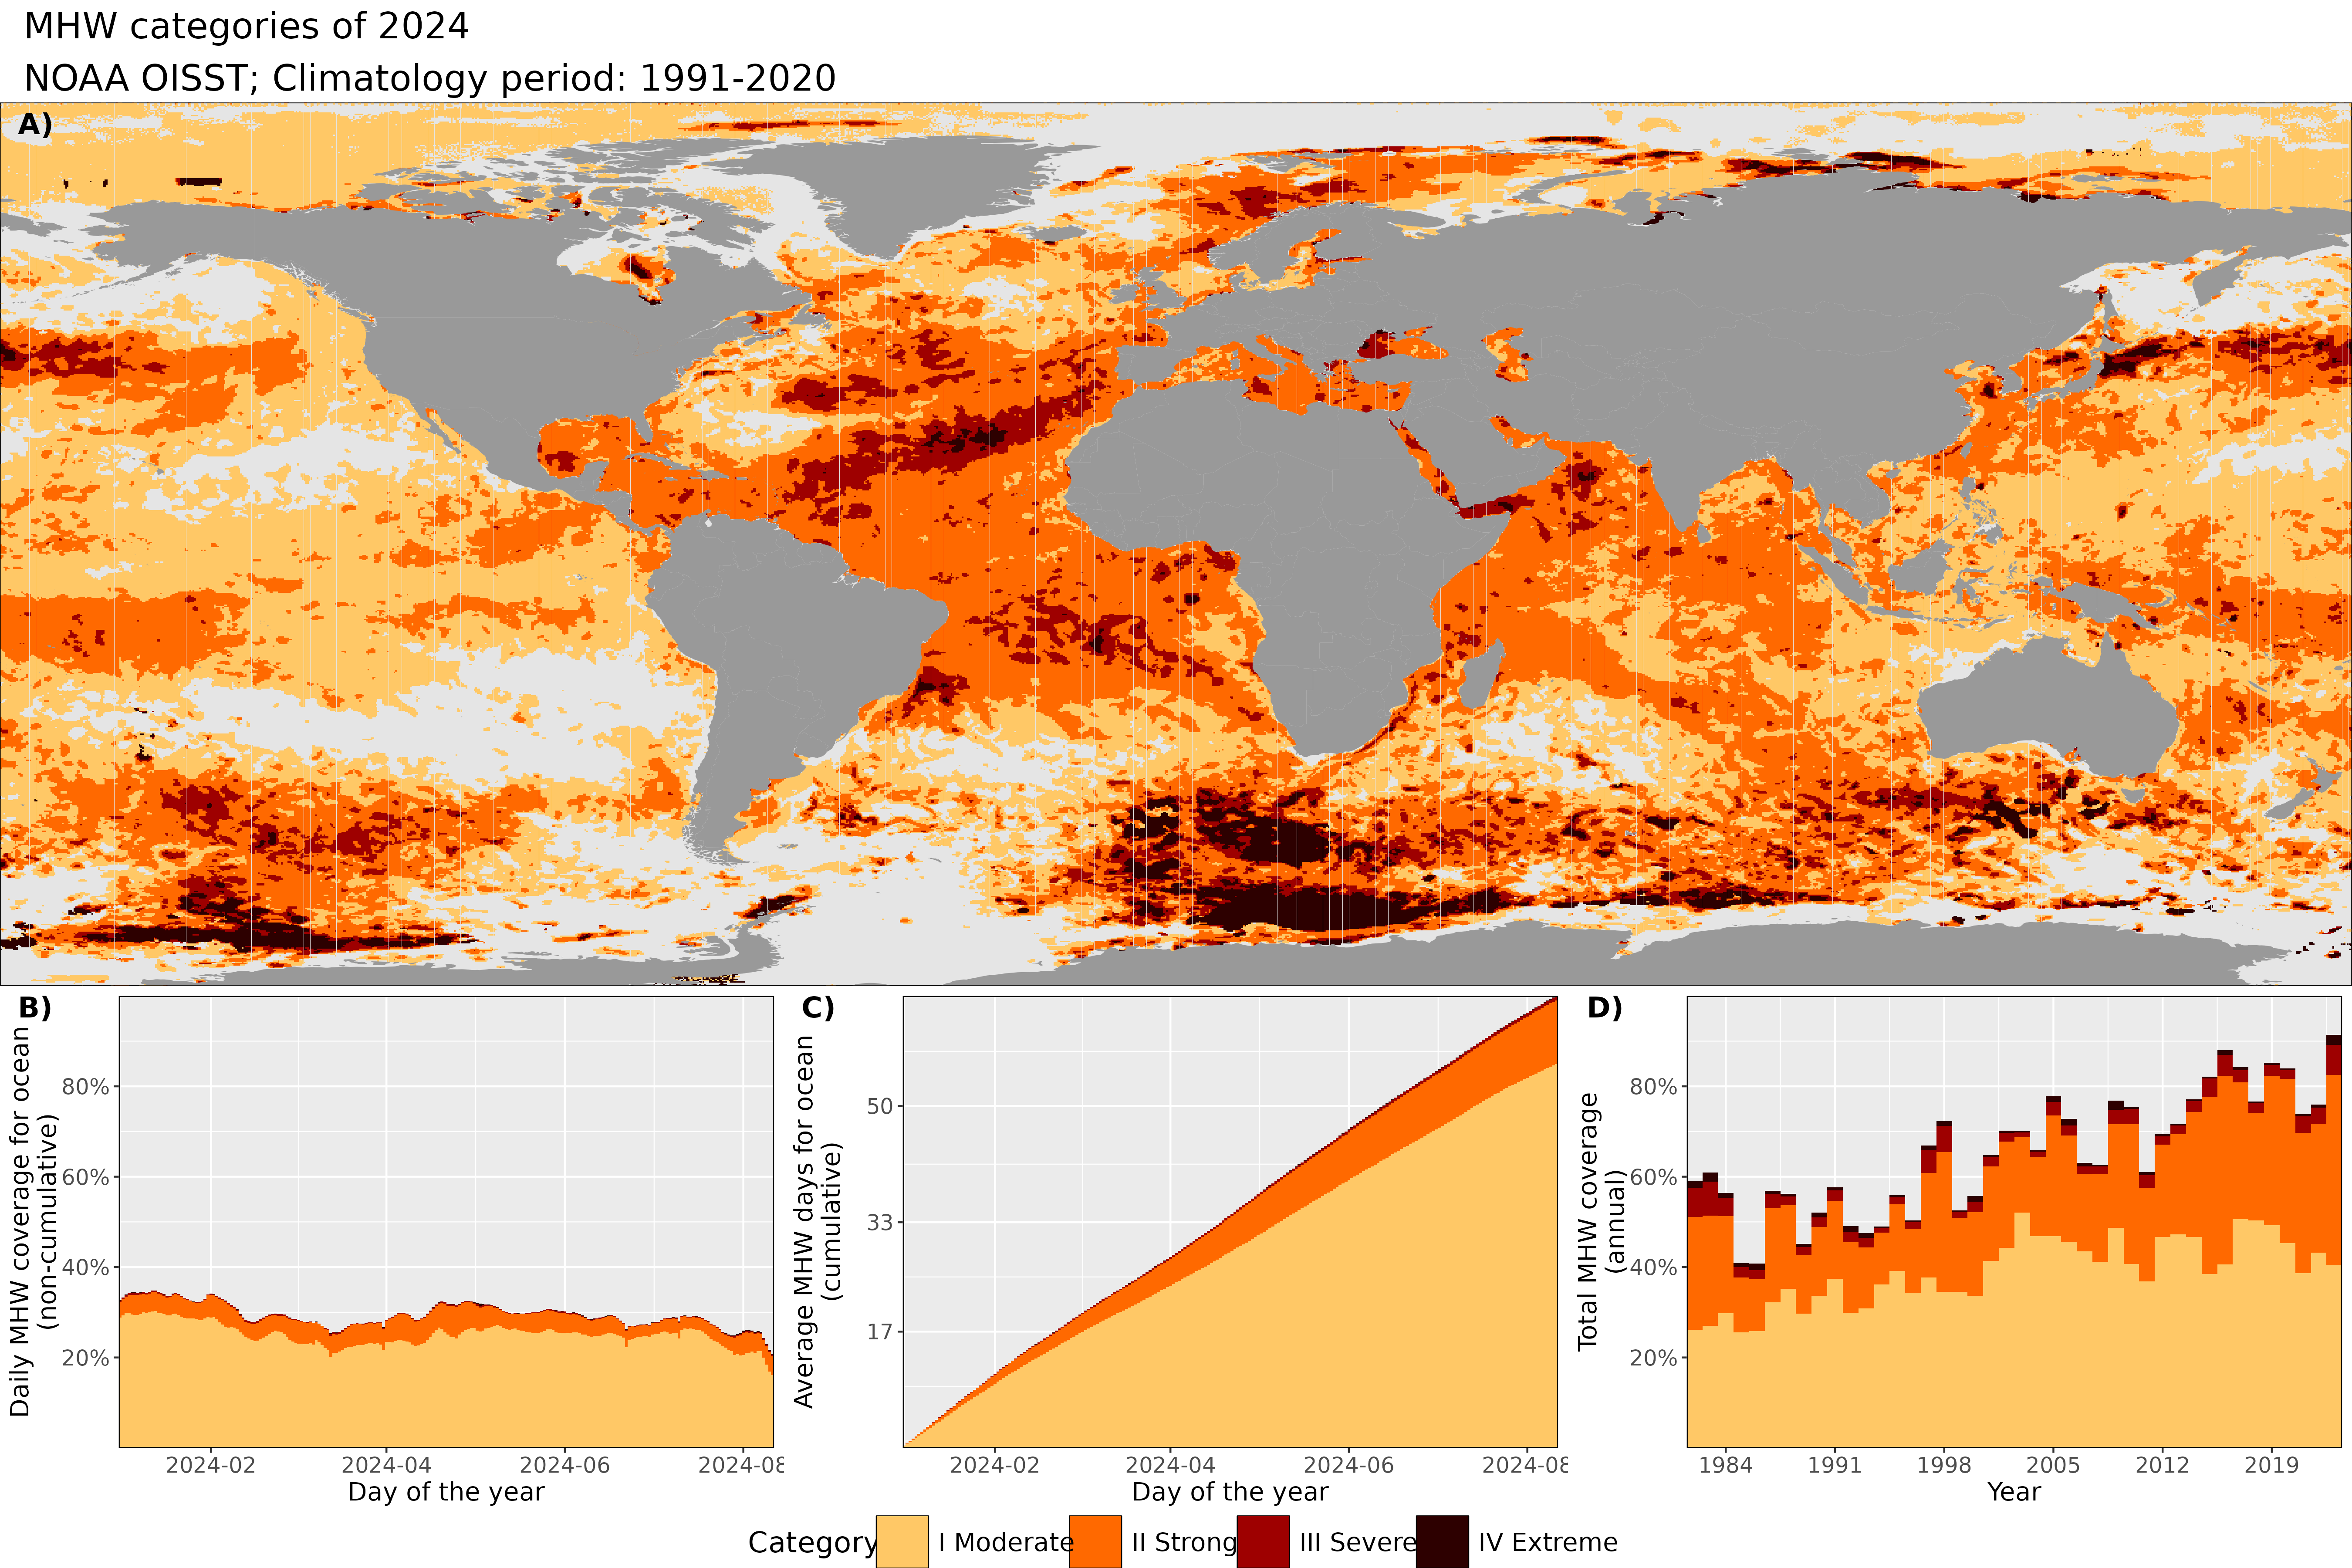 MHW categories of 2024
NOAA OISST; Climatology period: 1991-2020
A)
B)
Daily MHW coverage for ocean
(non-cumulative)
80%
60%
40%
20%
2024-02
2024-04
2024-06
2024-08
Day of the year
C)
Average MHW days for ocean
(cumulative)
50
33
17
2024-02
2024-04
2024-06
2024-08
Day of the year
D)
Total MHW coverage
(annual)
80%
60%
40%
20%
1984
1991
1998
2005
2012
2019
Year
Category
I Moderate
II Strong
III Severe
IV Extreme